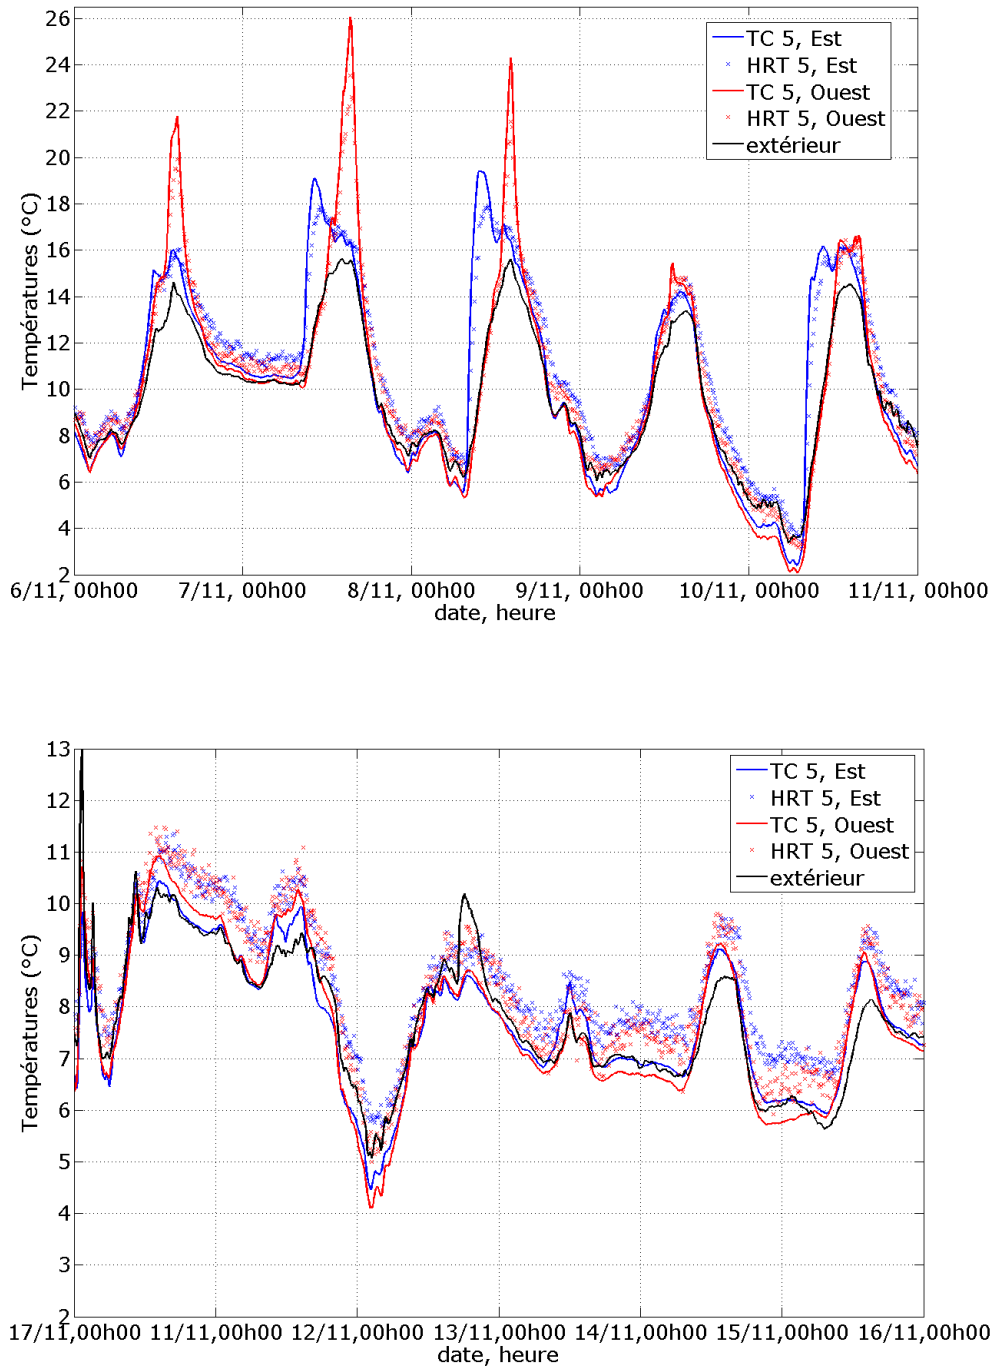 26
24
22
20
18
16
14
12
10
8
6
4
2
Températures (°C)
TC 5, Est
HRT 5, Est
TC 5, Ouest
HRT 5, Ouest
extérieur
6/11, 00h00 7/11, 00h00 8/11, 00h00 9/11, 00h00 10/11, 00h00 11/11, 00h00
date, heure
13
12
11
10
9
8
7
6
5
4
3
2
Températures (°C)
TC 5, Est
HRT 5, Est
TC 5, Ouest
HRT 5, Ouest
extérieur
17/11,00h00 11/11,00h00 12/11,00h00 13/11,00h00 14/11,00h00 15/11,00h00 16/11,00h00
date, heure